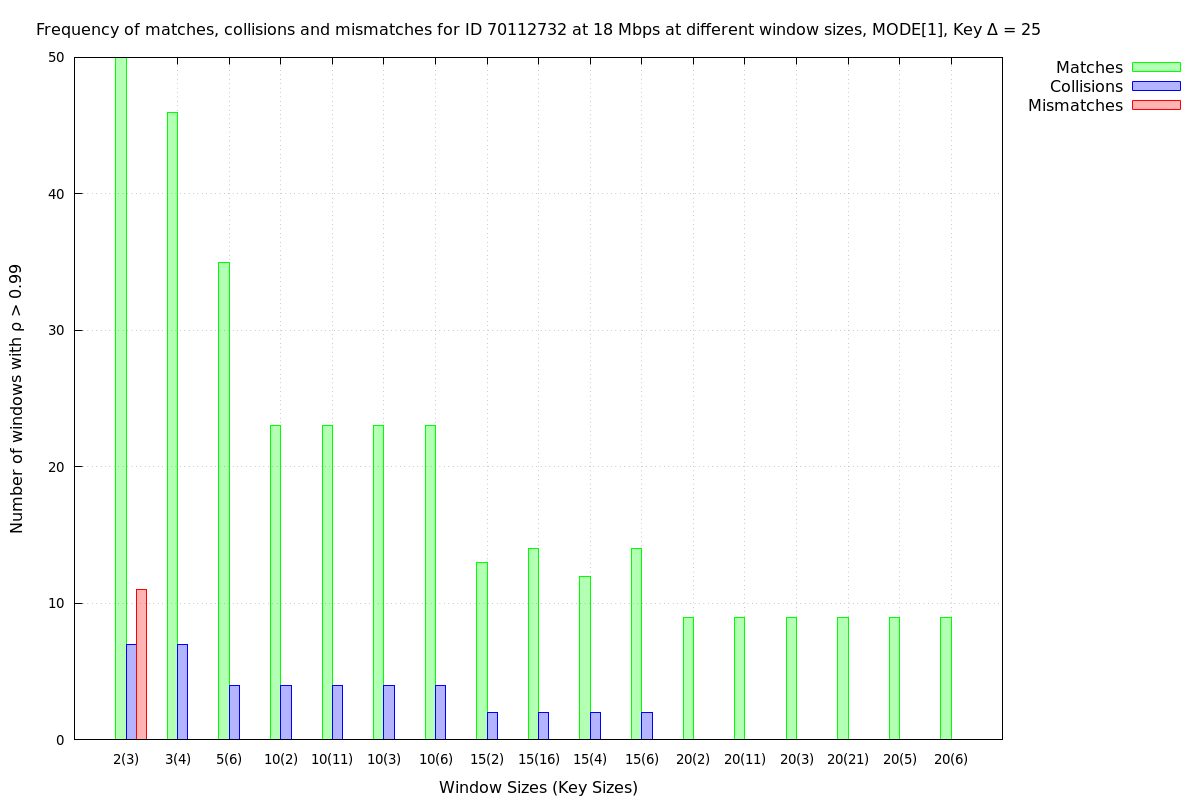 Frequency of matches, collisions and mismatches for ID 70112732 at 18 Mbps at different window sizes, MODE[1], Key Δ = 25
Matches
Collisions
Mismatches
Number of windows with ρ > 0.99
50
40
30
20
10
0
2(3) 3(4) 5(6) 10(2) 10(11) 10(3) 10(6) 15(2) 15(16) 15(4) 15(6) 20(2) 20(11) 20(3) 20(21) 20(5) 20(6)
Window Sizes (Key Sizes)